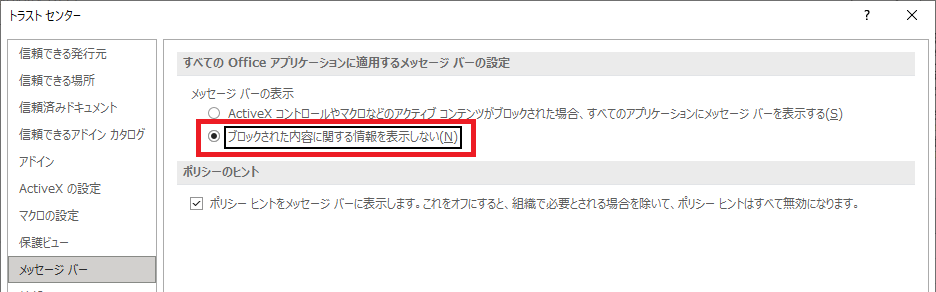 トラスト センター
信頼できる発行元
信頼できる場所
信頼済みドキュメント
信頼できるアドイン カタログ
アドイン
ActiveX の設定
マクロの設定
保護ビュー
メッセージ バー
すべての Office アプリケーションに適用するメッセージ バーの設定
メッセージ バーの表示
ActiveX コントロールやマクロなどのアクティブ コンテンツがブロックされた場合、すべてのアプリケーションにメッセージ バーを表示する(S)
ブロックされた内容に関する情報を表示しない(N)
ポリシーのヒント
ポリシー ヒントをメッセージ バーに表示します。これをオフにすると、組織で必要とされる場合を除いて、ポリシー ヒントはすべて無効になります。